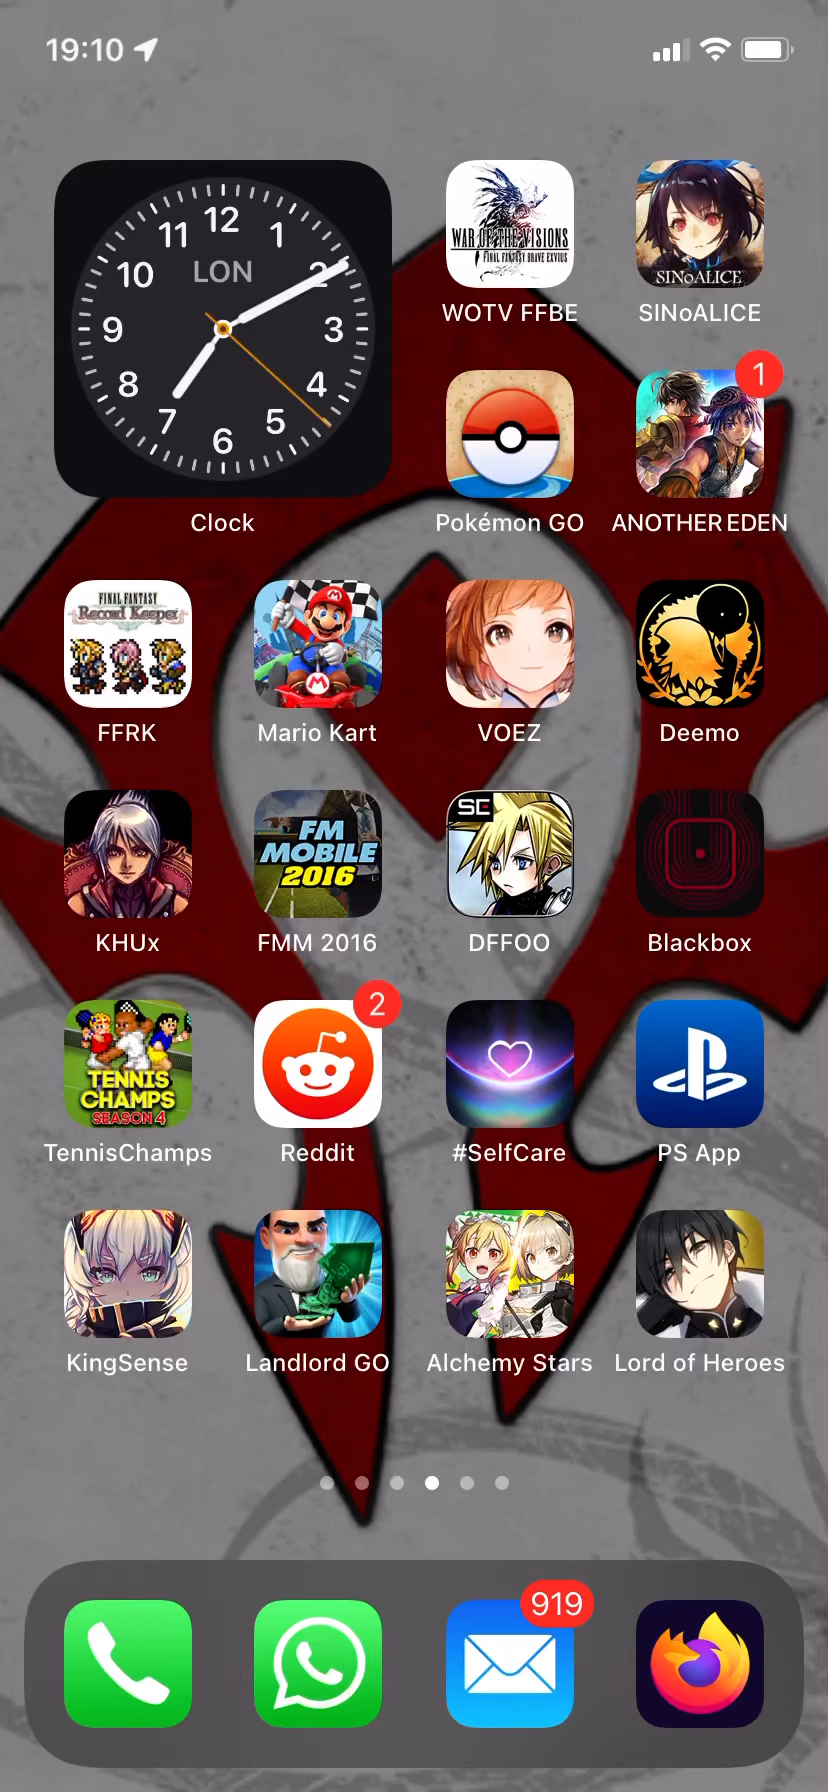 19:10
12
11 1
LON
10 2
9 3
8 4
7 5
6
Clock
WAR OF THE VISIONS
FINAL FANTASY BRAVE EXVIUS
WOTV FFBE
SINoALICE
SINoALICE
Pokémon GO
1
ANOTHER EDEN
FINAL FANTASY
Record Keeper
FFRK
M
M
Mario Kart
VOEZ
Deemo
KHUx
FM
MOBILE
2016
FMM 2016
SE
DFFOO
Blackbox
TENNIS
CHAMPS
SEASON 4
TennisChamps
2
Reddit
#SelfCare
PS App
KingSense
Landlord GO
Alchemy Stars
Lord of Heroes
919